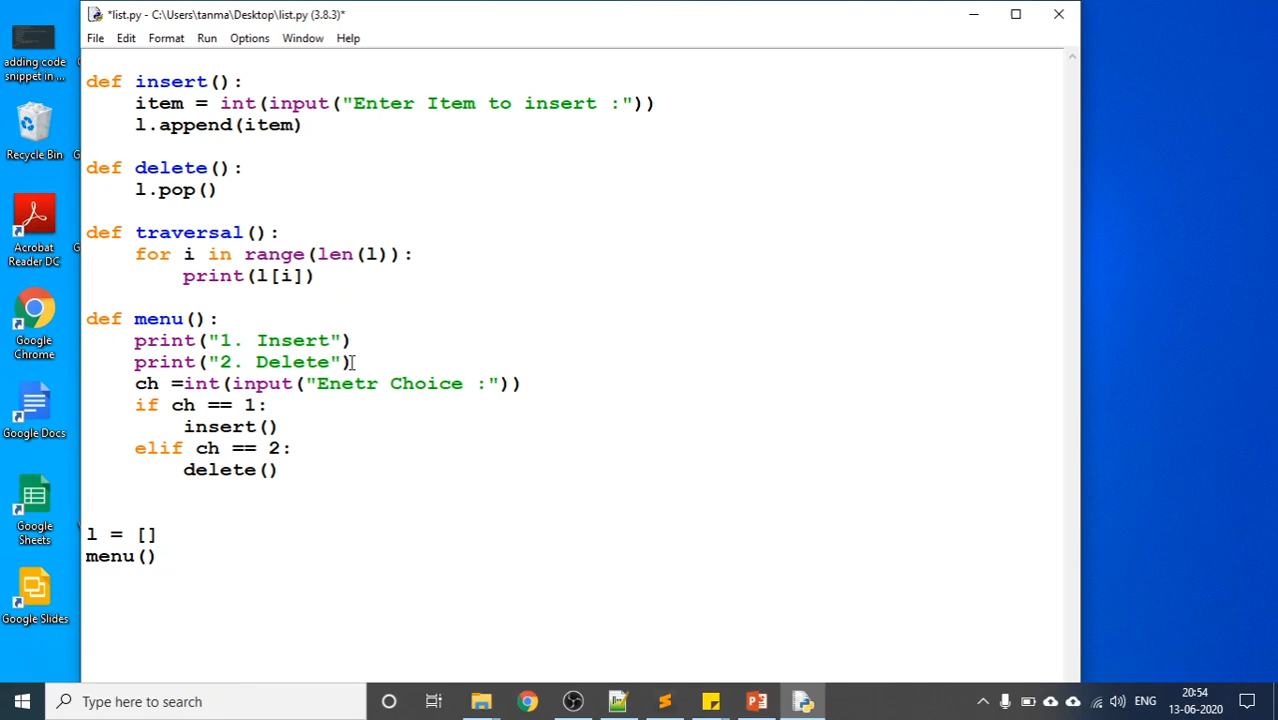 *list.py - C:\Users\tanma\Desktop\list.py (3.8.3)*
File Edit Format Run Options Window Help
def insert():
    item = int(input("Enter Item to insert :"))
    l.append(item)
def delete():
    l.pop()
def traversal():
    for i in range(len(l)):
        print(l[i])
def menu():
    print("1. Insert")
    print("2. Delete")
    ch =int(input("Enetr Choice :"))
    if ch == 1:
        insert()
    elif ch == 2:
        delete()
l = []
menu()
adding code
snippet in ...
Recycle Bin
Acrobat
Reader DC
Google
Chrome
Google Docs
Google
Sheets
Google Slides
Type here to search
ENG
20:54
13-06-2020